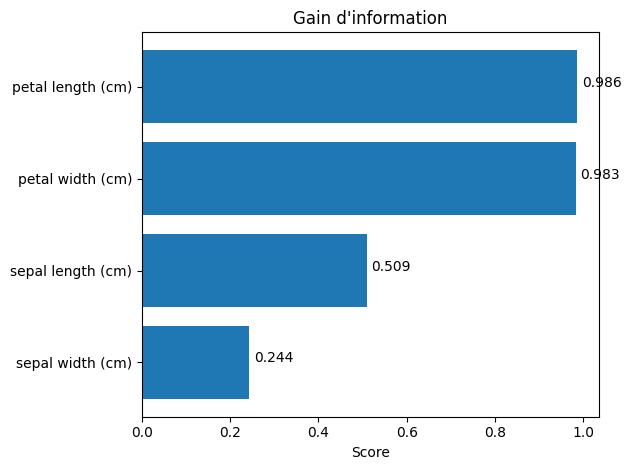 Gain d'information
petal length (cm)
0.986
petal width (cm)
0.983
sepal length (cm)
0.509
sepal width (cm)
0.244
0.0 0.2 0.4 0.6 0.8 1.0
Score